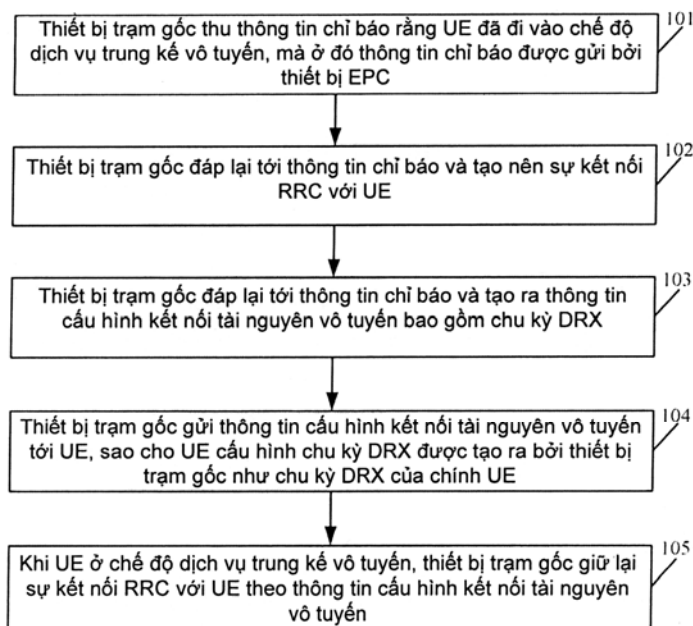 Thiết bị trạm gốc thu thông tin chỉ báo rằng UE đã đi vào chế độ
dịch vụ trung kế vô tuyến, mà ở đó thông tin chỉ báo được gửi bởi
thiết bị EPC
101
Thiết bị trạm gốc đáp lại tới thông tin chỉ báo và tạo nên sự kết nối
RRC với UE
102
Thiết bị trạm gốc đáp lại tới thông tin chỉ báo và tạo ra thông tin
cấu hình kết nối tài nguyên vô tuyến bao gồm chu kỳ DRX
103
Thiết bị trạm gốc gửi thông tin cấu hình kết nối tài nguyên vô tuyến
tới UE, sao cho UE cấu hình chu kỳ DRX được tạo ra bởi thiết bị
trạm gốc như chu kỳ DRX của chính UE
104
Khi UE ở chế độ dịch vụ trung kế vô tuyến, thiết bị trạm gốc giữ lại
sự kết nối RRC với UE theo thông tin cấu hình kết nối tài nguyên
vô tuyến
105